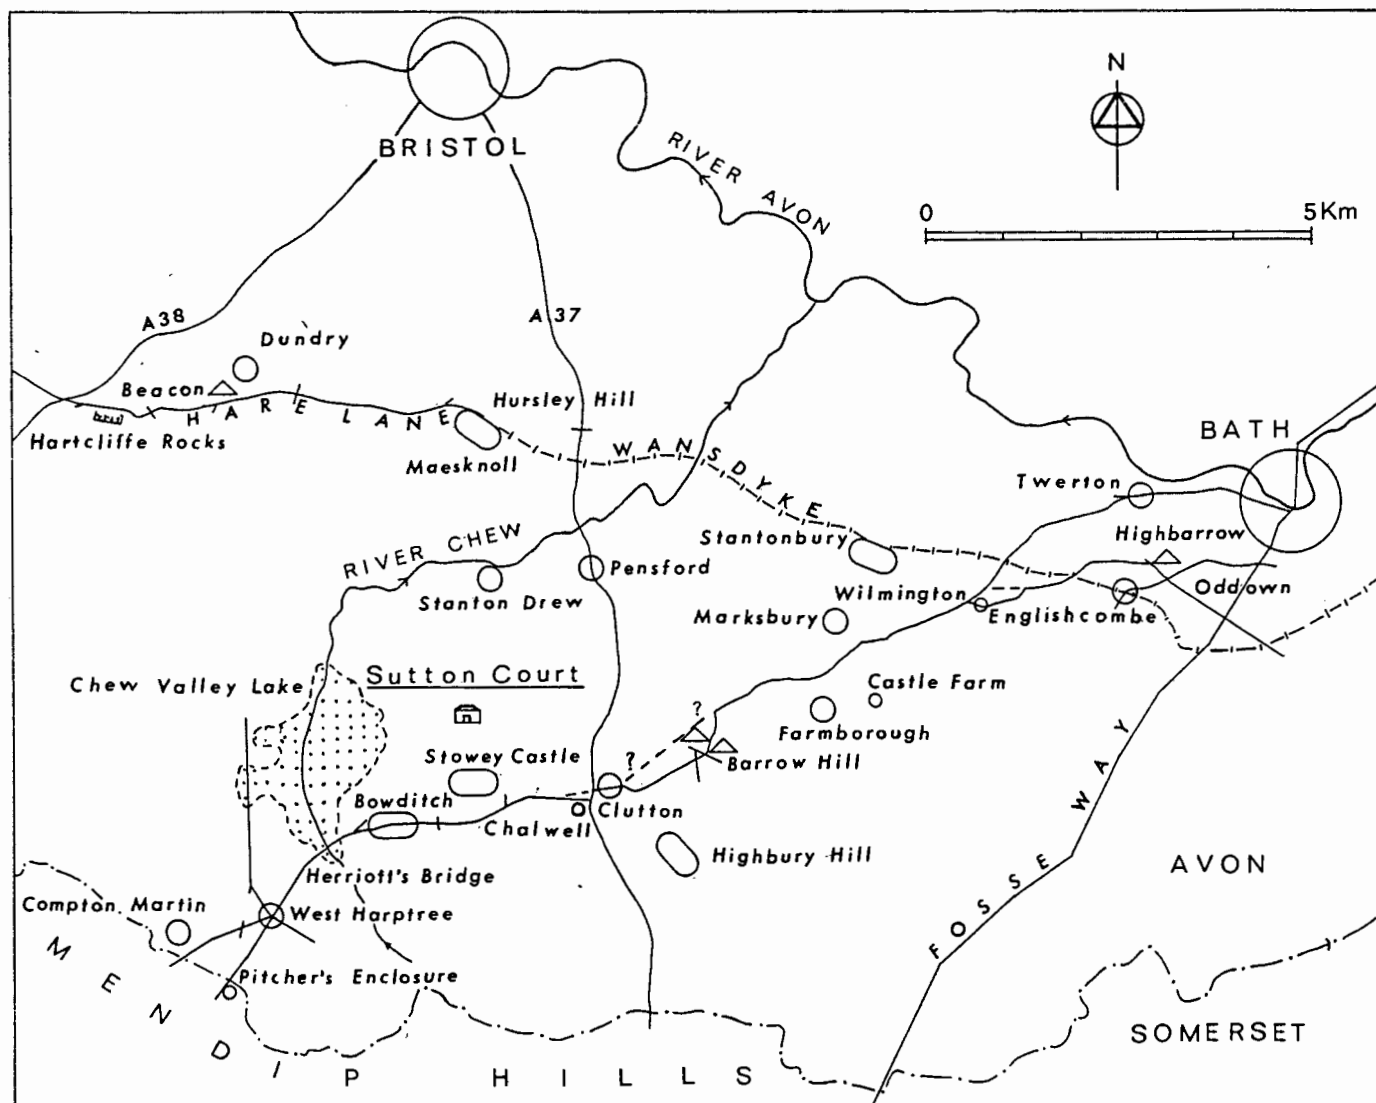 N
BRISTOL
RIVER AVON
0 5Km
A38
A37
Dundry
Beacon
HARE LANE
Hursley Hill
Hartcliffe Rocks
Maesknoll
WANSDYKE
BATH
Twerton
Highbarrow
Stantonbury
RIVER CHEW
Pensford
Stanton Drew
Wilmington
Oddown
Englishcombe
Marksbury
Sutton Court
Chew Valley Lake
Castle Farm
?
Farmborough
Stowey Castle
?
Barrow Hill
Bowditch
Clutton
Chalwell
Highbury Hill
Herriott's Bridge
FOSSE WAY
AVON
Compton Martin
West Harptree
Pitcher's Enclosure
SOMERSET
MENDIP HILLS